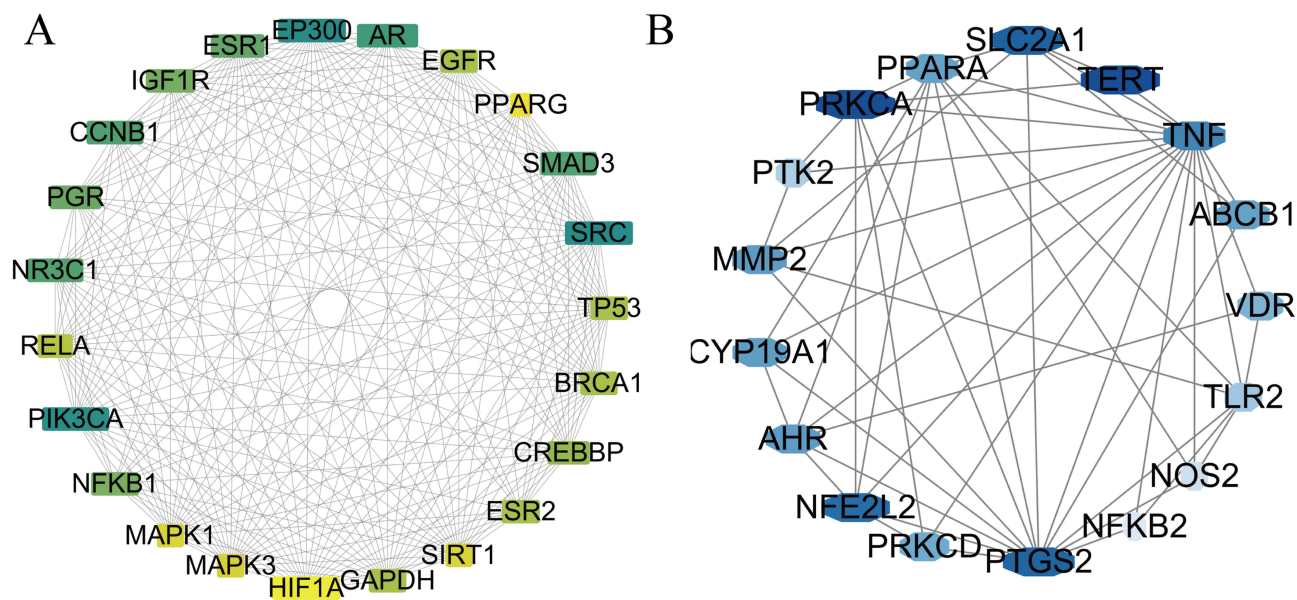 A
EP300
AR
ESR1
EGFR
IGF1R
PPARG
CCNB1
SMAD3
PGR
SRC
NR3C1
TP53
RELA
BRCA1
PIK3CA
CREBBP
NFKB1
ESR2
MAPK1
SIRT1
MAPK3
HIF1A
GAPDH
B
SLC2A1
PPARA
TERT
PRKCA
TNF
PTK2
ABCB1
MMP2
VDR
CYP19A1
TLR2
AHR
NOS2
NFE2L2
NFKB2
PRKCD
PTGS2